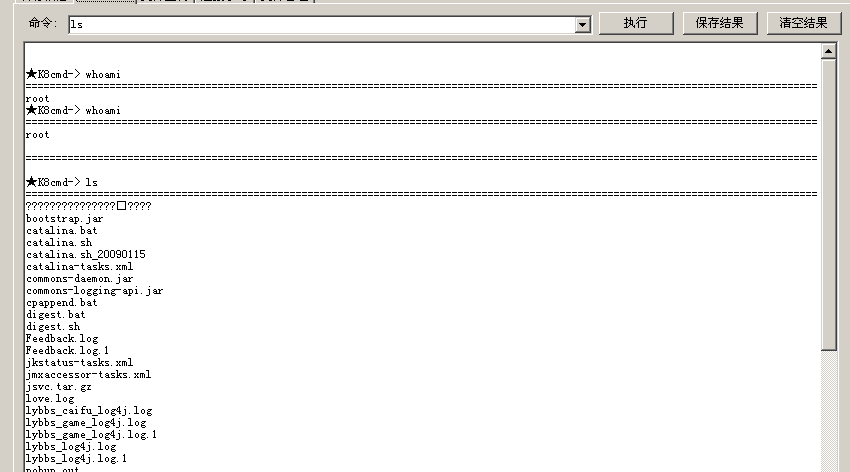 命令:
ls
执行
保存结果
清空结果
★K8cmd-> whoami
===============================================================================================================================
root
★K8cmd-> whoami
===============================================================================================================================
root
===============================================================================================================================
★K8cmd-> ls
===============================================================================================================================
???????????????□????
bootstrap.jar
catalina.bat
catalina.sh
catalina.sh_20090115
catalina-tasks.xml
commons-daemon.jar
commons-logging-api.jar
cpappend.bat
digest.bat
digest.sh
Feedback.log
Feedback.log.1
jkstatus-tasks.xml
jmxaccessor-tasks.xml
jsvc.tar.gz
love.log
lybbs_caifu_log4j.log
lybbs_game_log4j.log
lybbs_game_log4j.log.1
lybbs_log4j.log
lybbs_log4j.log.1